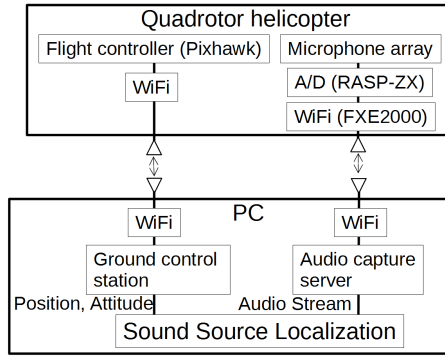 Quadrotor helicopter
Flight controller (Pixhawk)
Microphone array
WiFi
A/D (RASP-ZX)
WiFi (FXE2000)
PC
WiFi
WiFi
Ground control
station
Audio capture
server
Position, Attitude
Audio Stream
Sound Source Localization